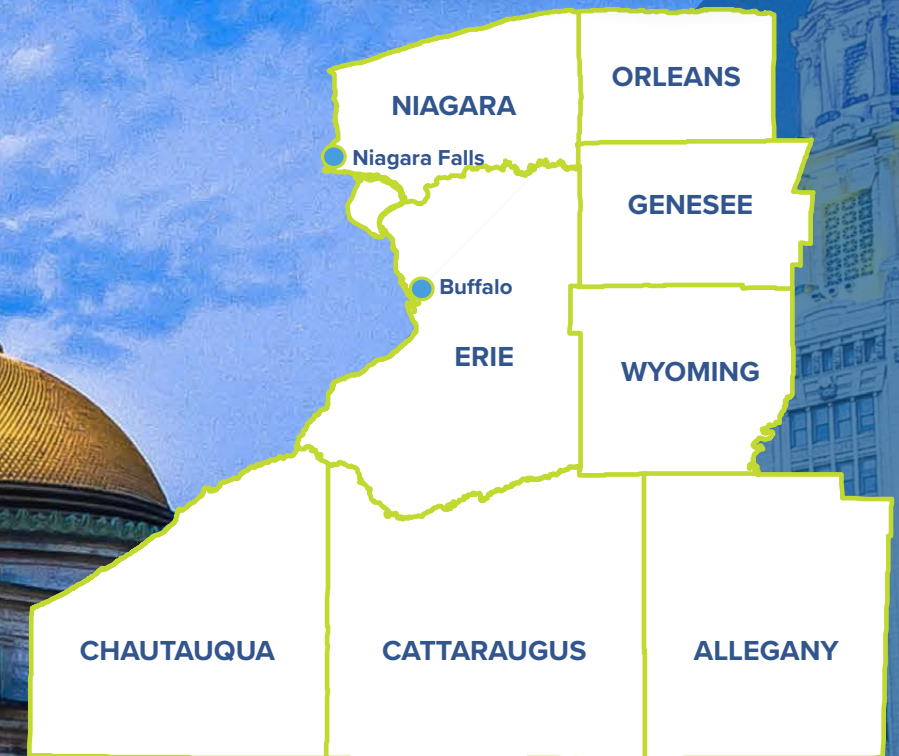 ORLEANS
NIAGARA
Niagara Falls
GENESEE
Buffalo
ERIE
WYOMING
CHAUTAUQUA
CATTARAUGUS
ALLEGANY